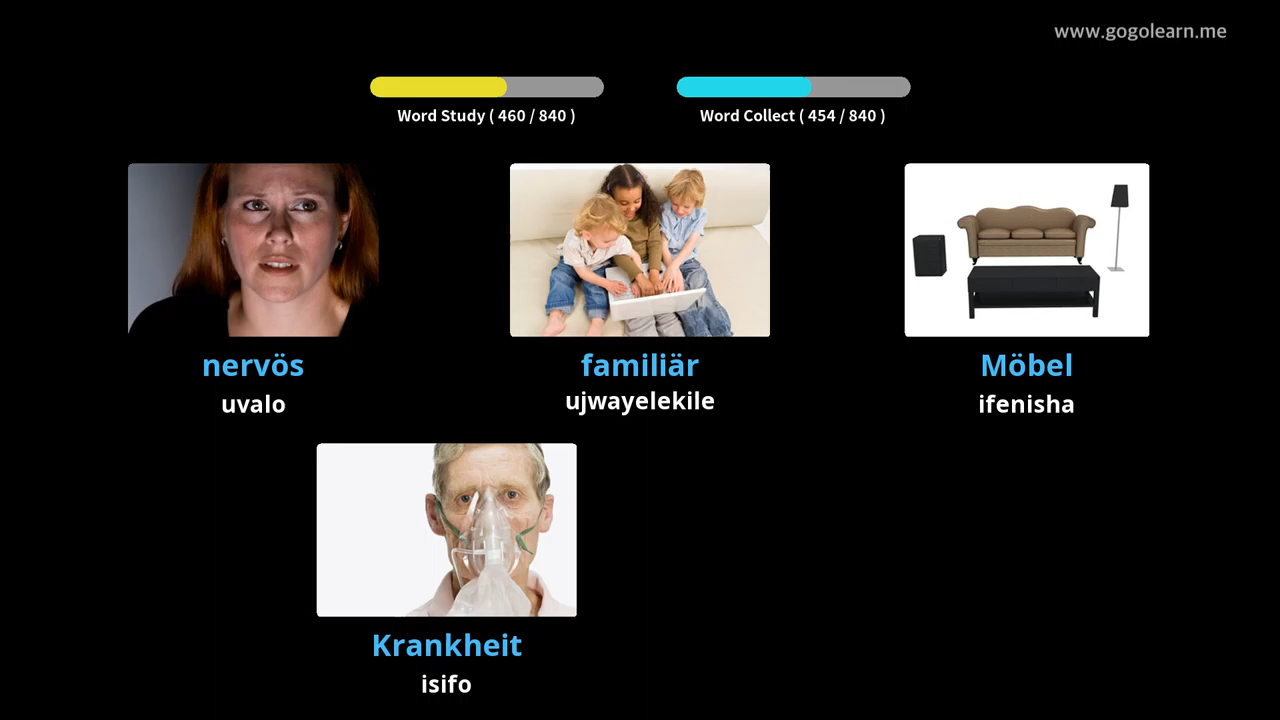 www.gogolearn.me
Word Study ( 460 / 840 )
Word Collect ( 454 / 840 )
nervös
uvalo
familiär
ujwayelekile
Möbel
ifenisha
Krankheit
isifo